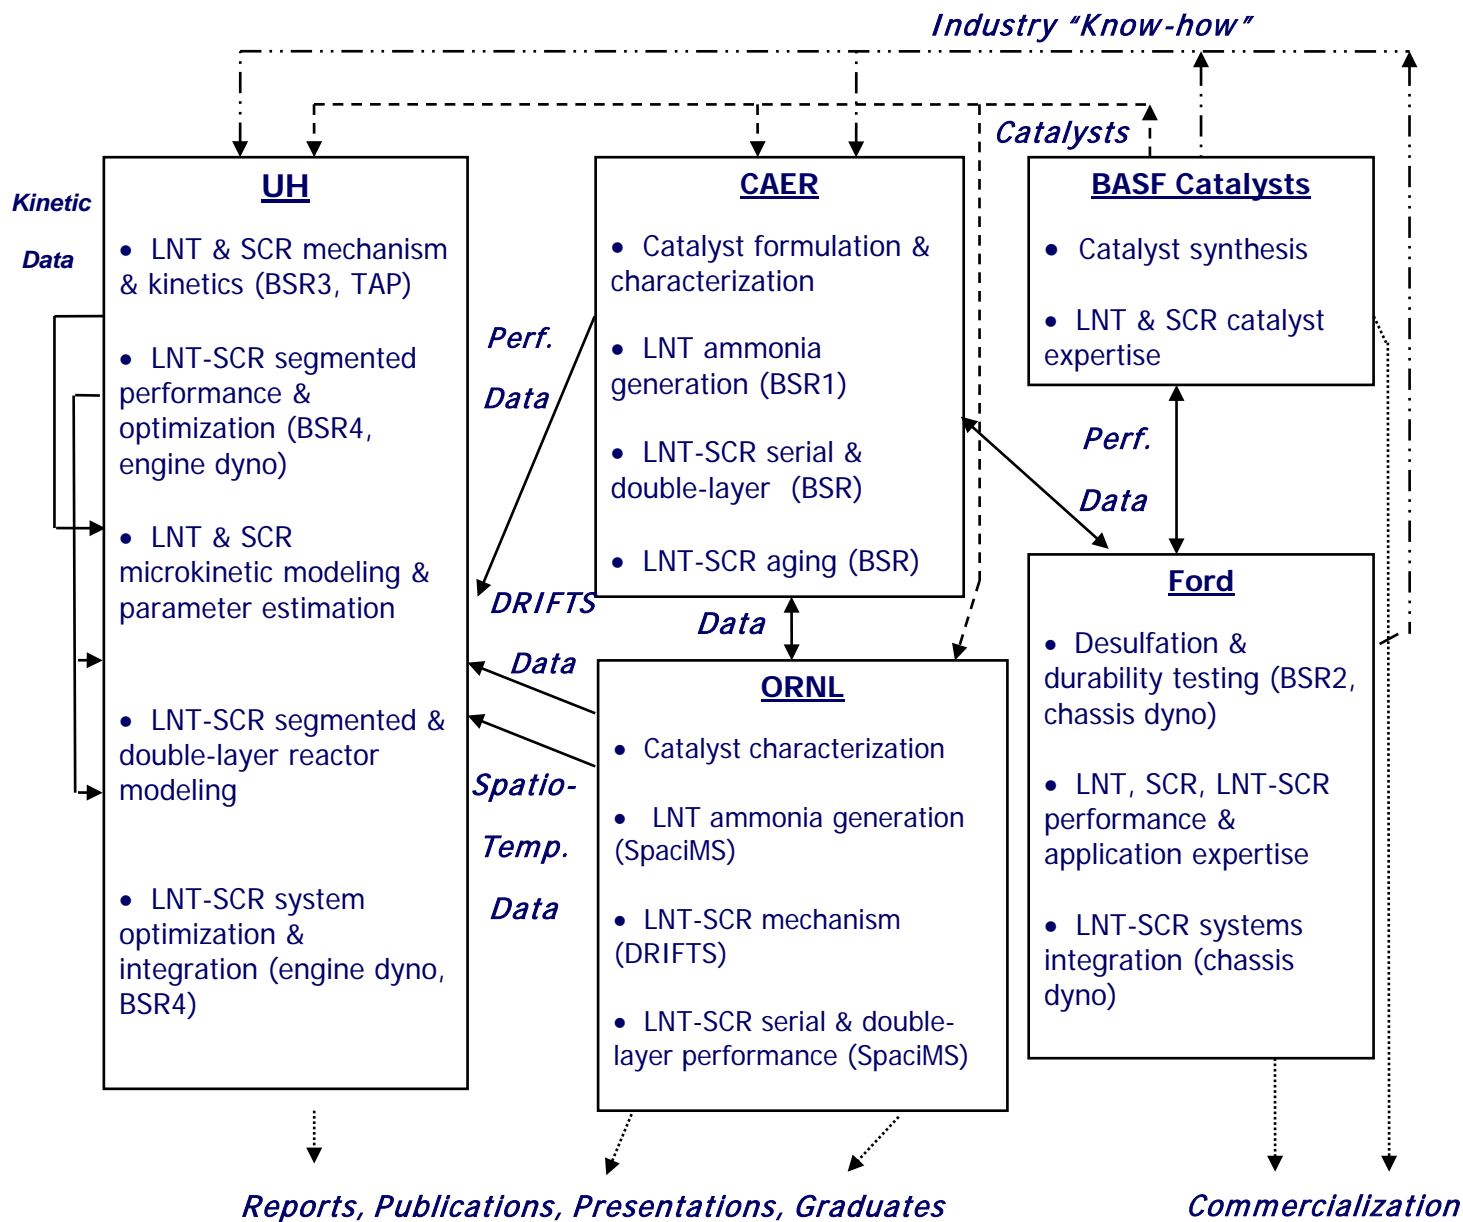 Industry “Know-how”
Catalysts
Kinetic
Data
UH
• LNT & SCR mechanism
& kinetics (BSR3, TAP)
• LNT-SCR segmented
performance &
optimization (BSR4,
engine dyno)
• LNT & SCR
microkinetic modeling &
parameter estimation
• LNT-SCR segmented &
double-layer reactor
modeling
• LNT-SCR system
optimization &
integration (engine dyno,
BSR4)
Perf.
Data
DRIFTS
Data
Spatio-
Temp.
Data
CAER
• Catalyst formulation &
characterization
• LNT ammonia
generation (BSR1)
• LNT-SCR serial &
double-layer (BSR)
• LNT-SCR aging (BSR)
Data
ORNL
• Catalyst characterization
• LNT ammonia generation
(SpaciMS)
• LNT-SCR mechanism
(DRIFTS)
• LNT-SCR serial & double-
layer performance (SpaciMS)
BASF Catalysts
• Catalyst synthesis
• LNT & SCR catalyst
expertise
Perf.
Data
Ford
• Desulfation &
durability testing (BSR2,
chassis dyno)
• LNT, SCR, LNT-SCR
performance &
application expertise
• LNT-SCR systems
integration (chassis
dyno)
Reports, Publications, Presentations, Graduates
Commercialization